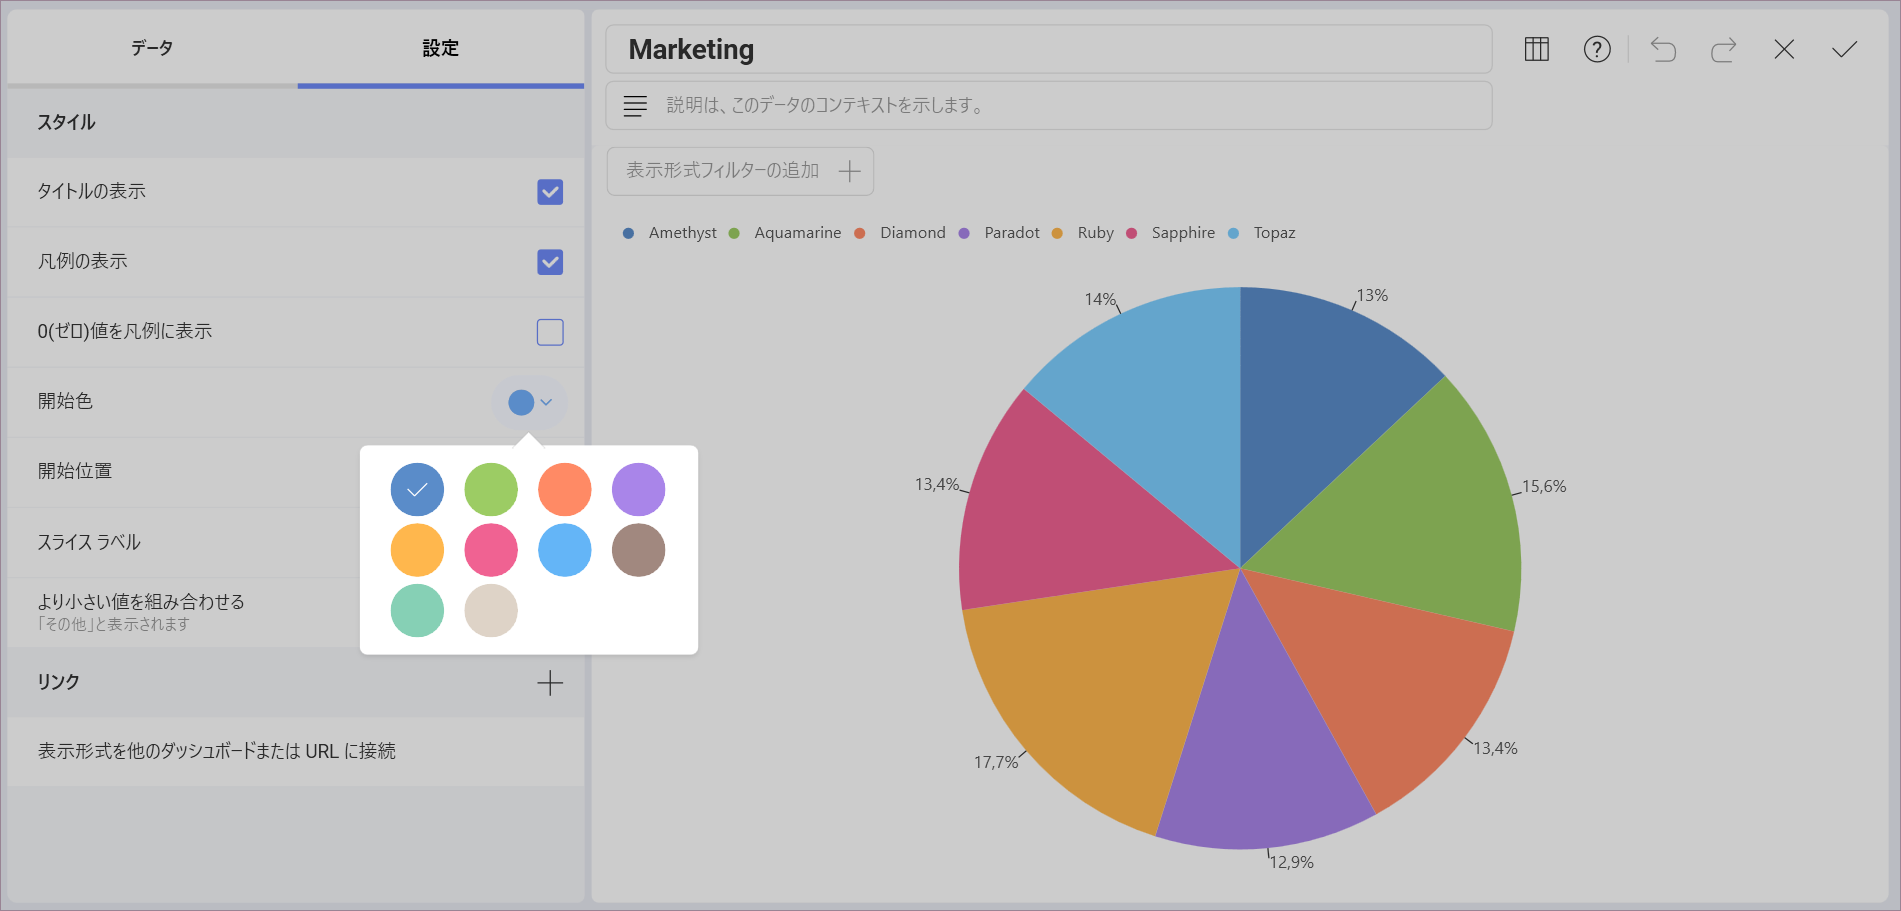 データ
設定
スタイル
タイトルの表示
凡例の表示
0(ゼロ)値を凡例に表示
開始色
開始位置
スライス ラベル
より小さい値を組み合わせる
「その他」と表示されます
リンク
表示形式を他のダッシュボードまたは URL に接続
Marketing
説明は、このデータのコンテキストを示します。
表示形式フィルターの追加
Amethyst Aquamarine Diamond Paradot Ruby Sapphire Topaz
14%
13%
13,4%
15,6%
17,7%
13,4%
12,9%